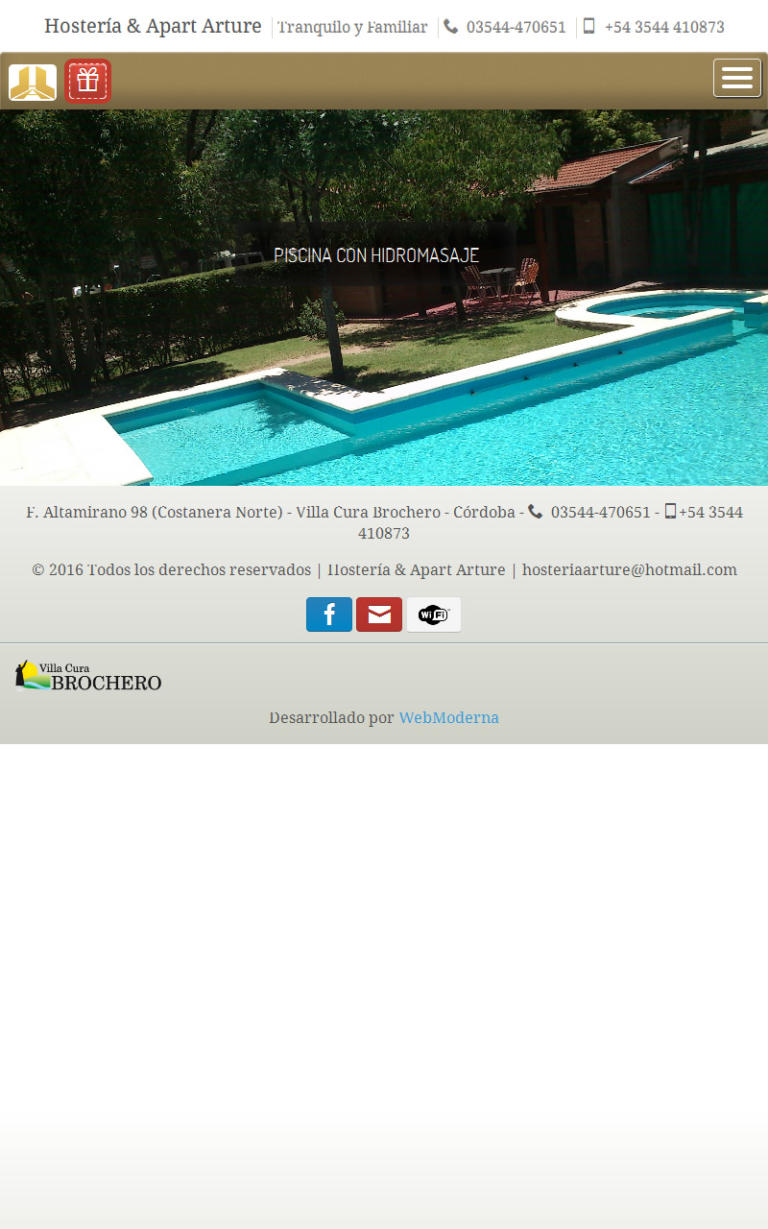 Hostería & Apart Arture Tranquilo y Familiar 03544-470651 +54 3544 410873
PISCINA CON HIDROMASAJE
F. Altamirano 98 (Costanera Norte) - Villa Cura Brochero - Córdoba - 03544-470651 - +54 3544
410873
© 2016 Todos los derechos reservados | Hostería & Apart Arture | hosteriaarture@hotmail.com
f WiFi
Villa Cura
BROCHERO
Desarrollado por WebModerna